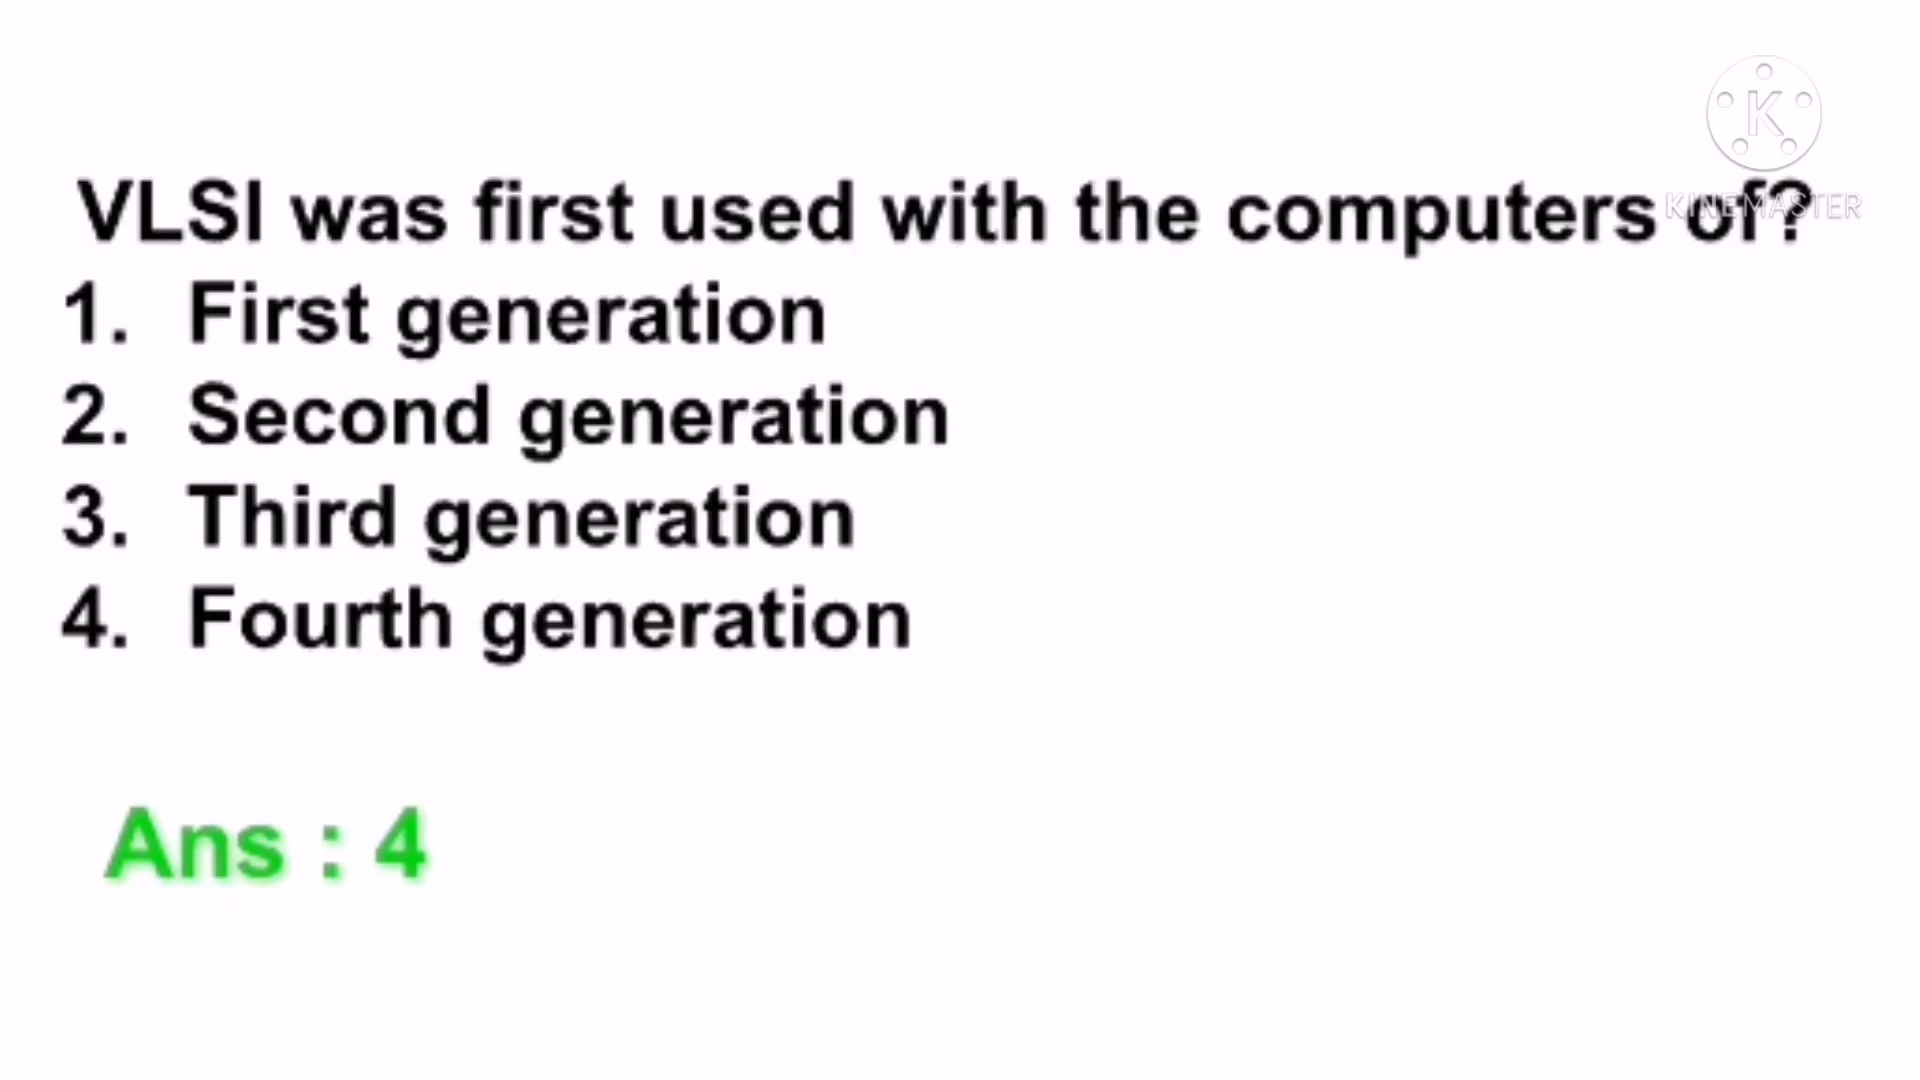 K
KINEMASTER
VLSI was first used with the computers of?
1. First generation
2. Second generation
3. Third generation
4. Fourth generation
Ans : 4